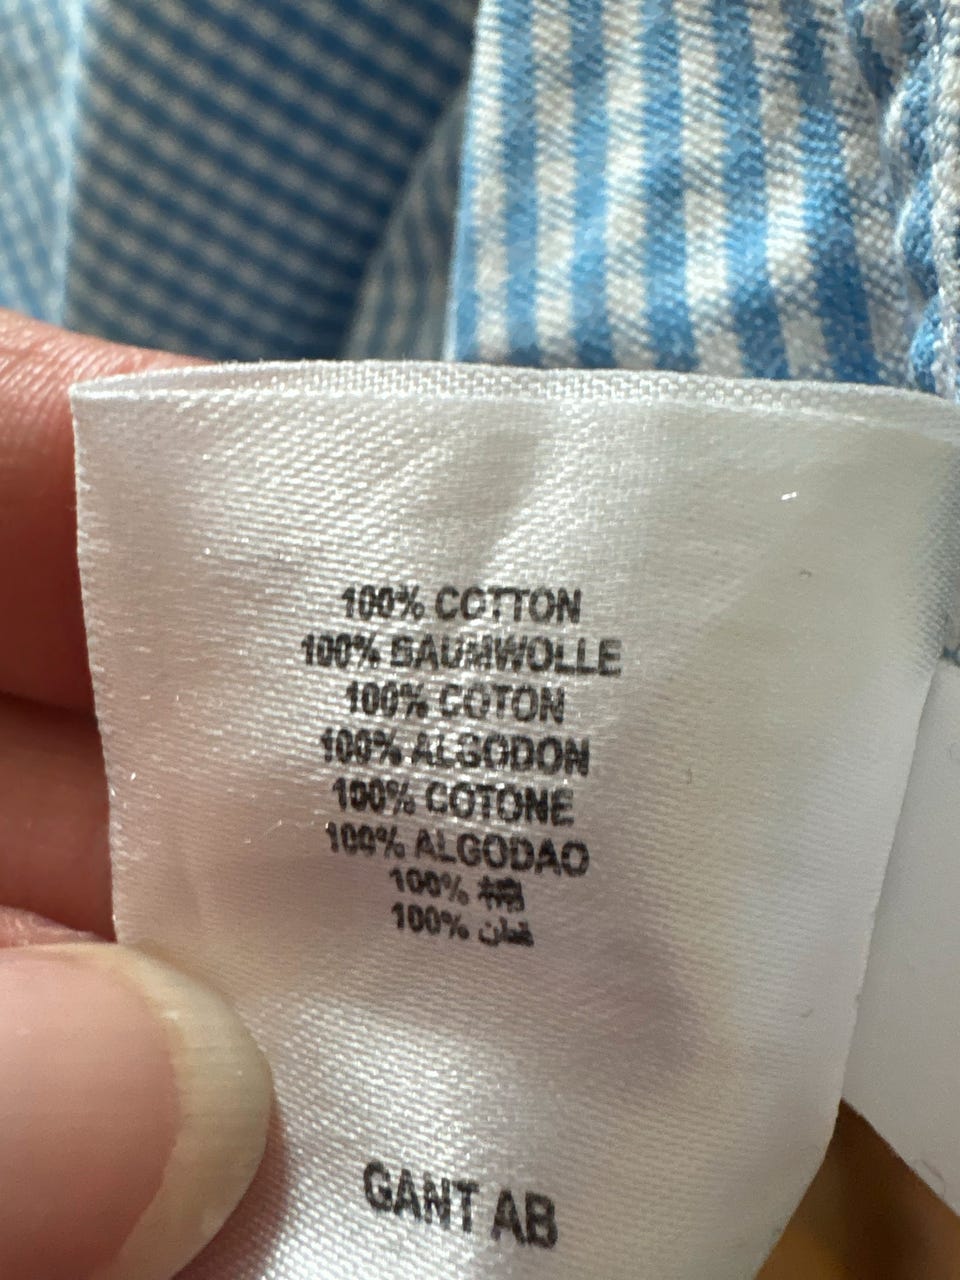 100% COTTON
100% BAUMWOLLE
100% COTON
100% ALGODON
100% COTONE
100% ALGODAO
100% 棉
100% قطن
GANT AB